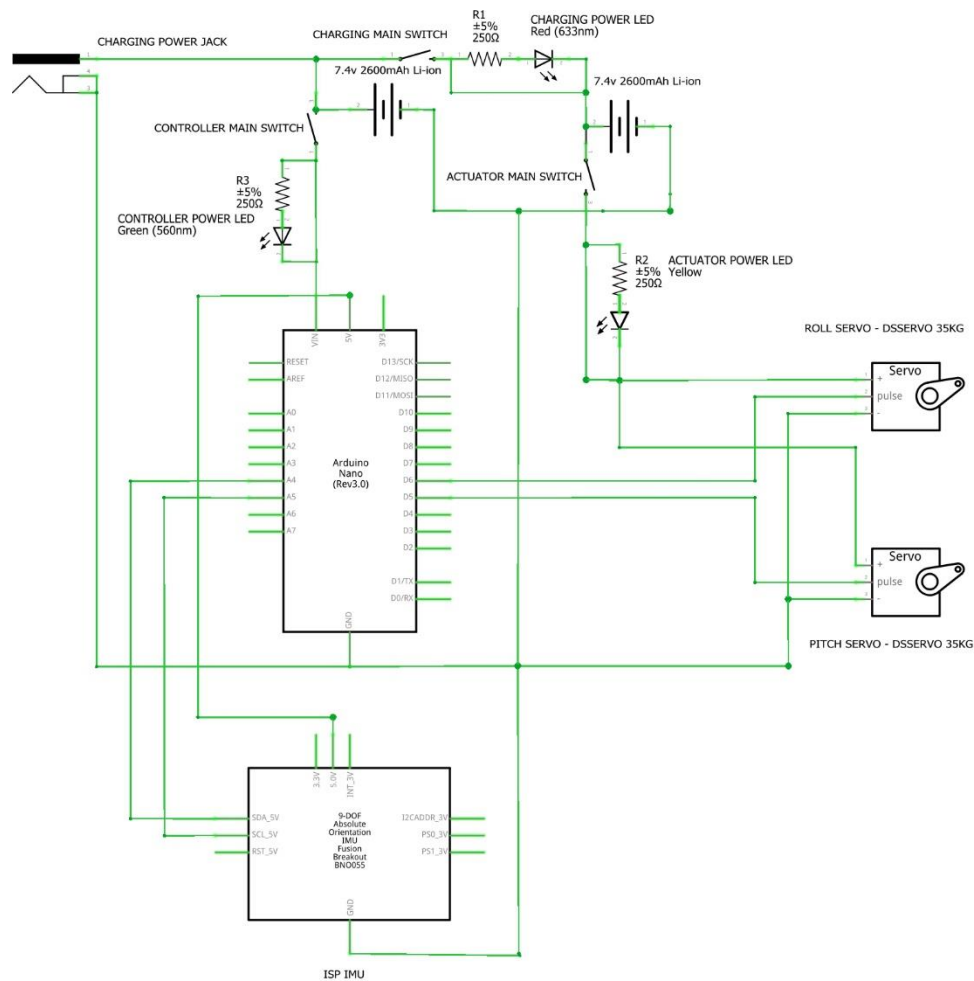 CHARGING POWER JACK
CHARGING MAIN SWITCH
R1
±5%
250Ω
CHARGING POWER LED
Red (633nm)
7.4v 2600mAh Li-ion
7.4v 2600mAh Li-ion
CONTROLLER MAIN SWITCH
ACTUATOR MAIN SWITCH
R3
±5%
250Ω
CONTROLLER POWER LED
Green (560nm)
R2
±5%
250Ω
ACTUATOR POWER LED
Yellow
ROLL SERVO - DSSERVO 35KG
Servo
+
pulse
-
VIN
5V
3V3
RESET
AREF
A0
A1
A2
A3
A4
A5
A6
A7
Arduino
Nano
(Rev3.0)
D13/SCK
D12/MISO
D11/MOSI
D10
D9
D8
D7
D6
D5
D4
D3
D2
D1/TX
D0/RX
GND
Servo
+
pulse
-
PITCH SERVO - DSSERVO 35KG
3.3V
5.0V
INT_3V
SDA_5V
SCL_5V
RST_5V
9-DOF
Absolute
Orientation
IMU
Fusion
Breakout
BNO055
I2CADDR_3V
PS0_3V
PS1_3V
GND
ISP IMU